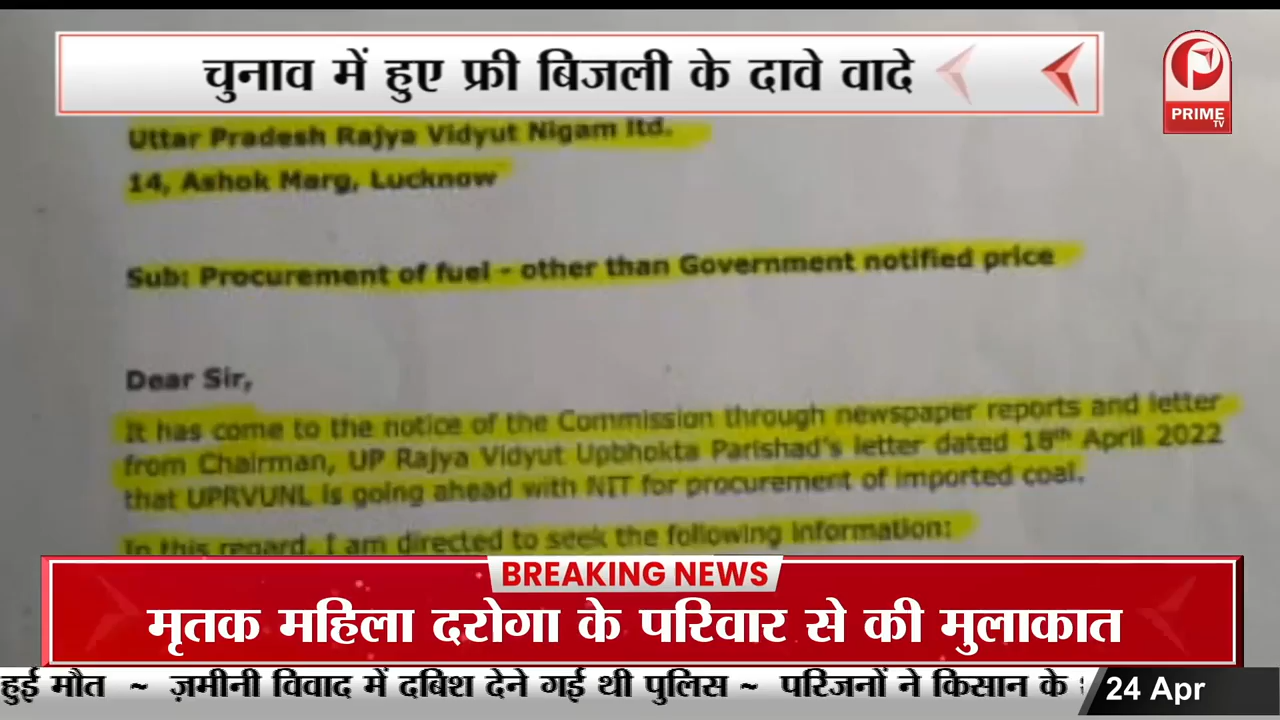 चुनाव में हुए फ्री बिजली के दावे वादे
PRIME
TV
Uttar Pradesh Rajya Vidyut Nigam ltd.
14, Ashok Marg, Lucknow
Sub: Procurement of fuel - other than Government notified price
Dear Sir,
It has come to the notice of the Commission through newspaper reports and letter
from Chairman, UP Rajya Vidyut Upbhokta Parishad's letter dated 18th April 2022
that UPRVUNL is going ahead with NIT for procurement of imported coal.
In this regard, I am directed to seek the following information:
BREAKING NEWS
मृतक महिला दरोगा के परिवार से की मुलाकात
हुई मौत ~ ज़मीनी विवाद में दबिश देने गई थी पुलिस ~ परिजनों ने किसान के
24 Apr